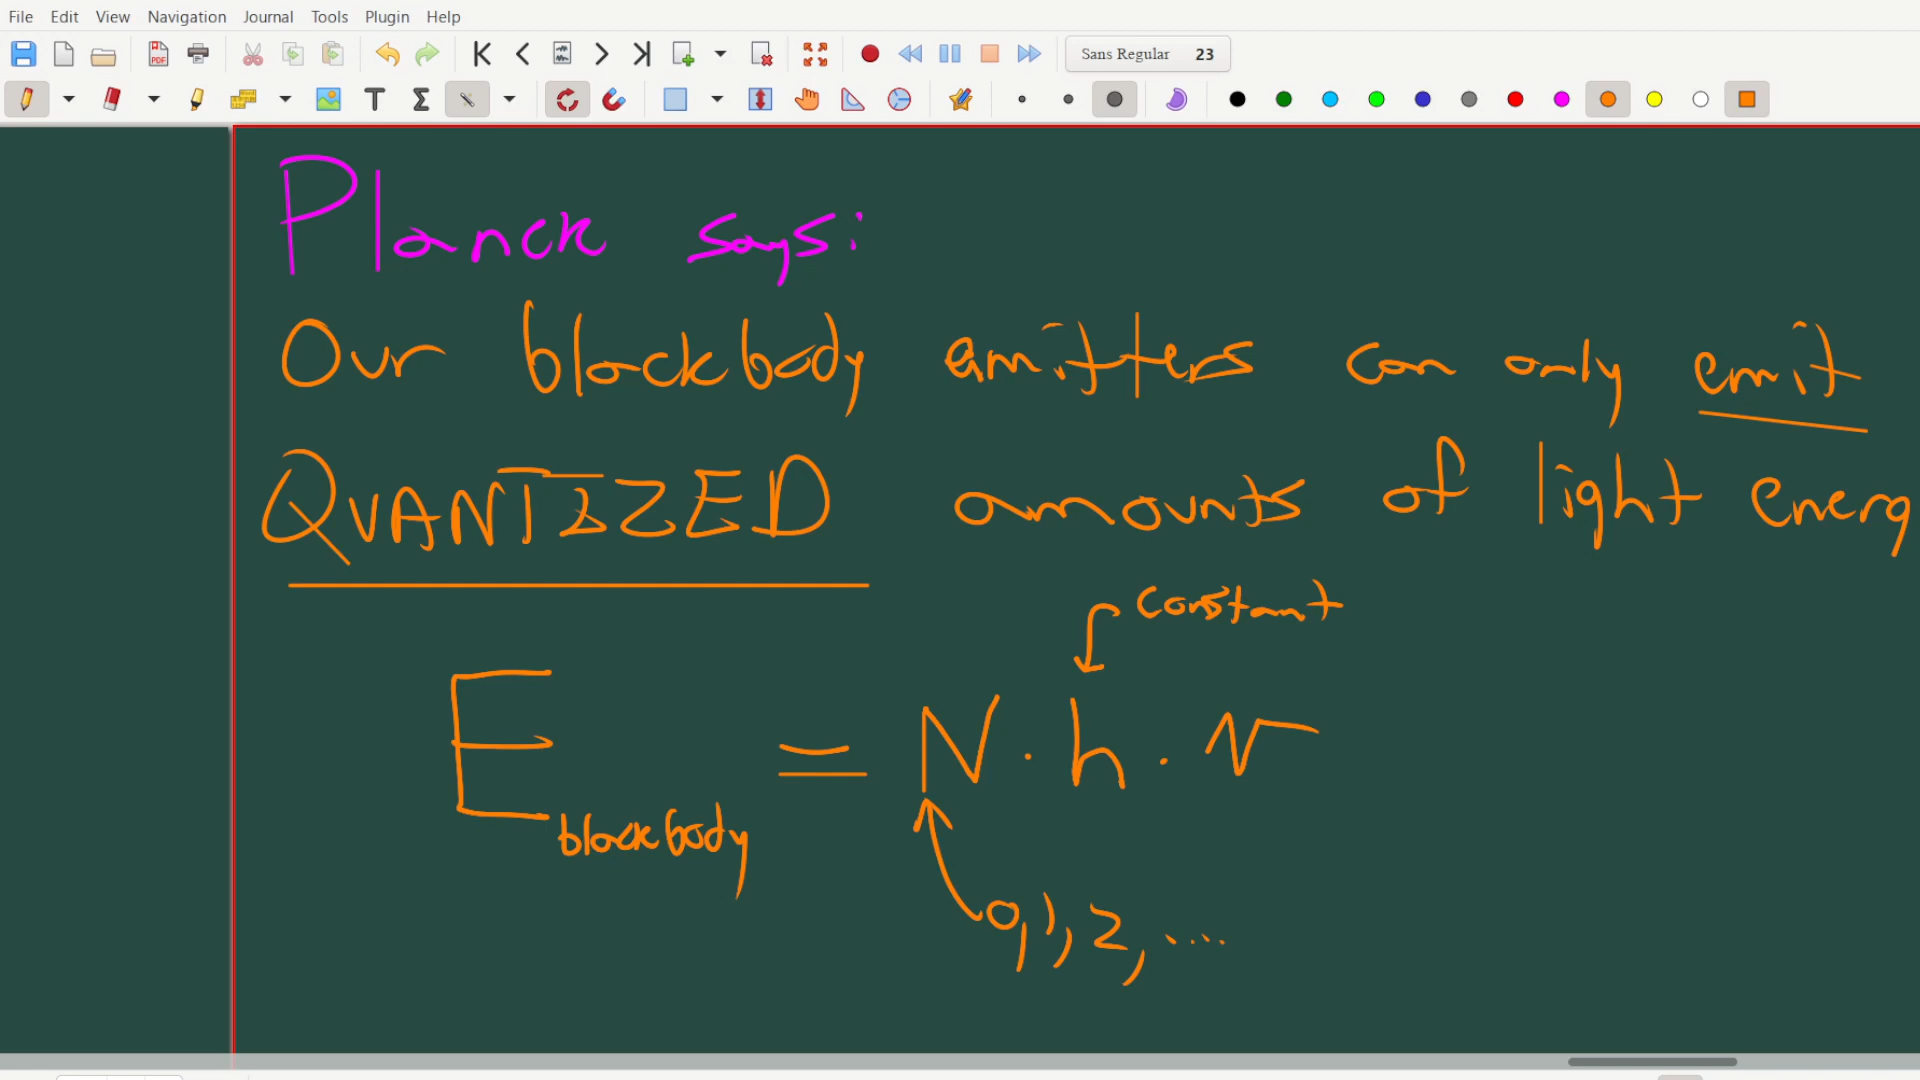 File Edit View Navigation Journal Tools Plugin Help
Sans Regular 23
Planck says:
Our blackbody emitters can only emit
QUANTIZED amounts of light energ
constant
E blackbody = N · h · ν
0, 1, 2, ....